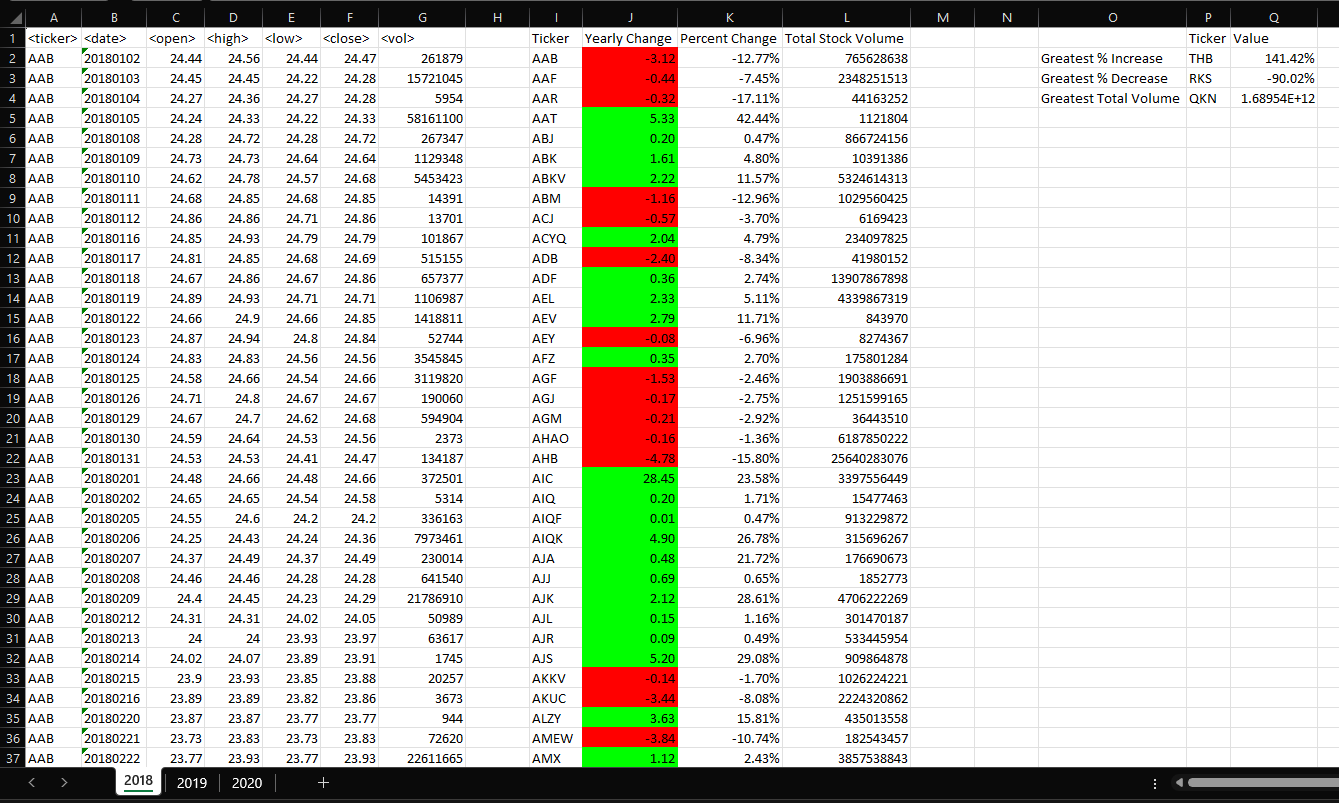 A B C D E F G H I J K L M N O P Q
1 <ticker> <date> <open> <high> <low> <close> <vol> Ticker Yearly Change Percent Change Total Stock Volume Ticker Value
2 AAB 20180102 24.44 24.56 24.44 24.47 261879 AAB -3.12 -12.77% 765628638 Greatest % Increase THB 141.42%
3 AAB 20180103 24.45 24.45 24.22 24.28 15721045 AAF -0.44 -7.45% 2348251513 Greatest % Decrease RKS -90.02%
4 AAB 20180104 24.27 24.36 24.27 24.28 5954 AAR -0.32 -17.11% 44163252 Greatest Total Volume QKN 1.68954E+12
5 AAB 20180105 24.24 24.33 24.22 24.33 58161100 AAT 5.33 42.44% 1121804
6 AAB 20180108 24.28 24.72 24.28 24.72 267347 ABJ 0.20 0.47% 866724156
7 AAB 20180109 24.73 24.73 24.64 24.64 1129348 ABK 1.61 4.80% 10391386
8 AAB 20180110 24.62 24.78 24.57 24.68 5453423 ABKV 2.22 11.57% 5324614313
9 AAB 20180111 24.68 24.85 24.68 24.85 14391 ABM -1.16 -12.96% 1029560425
10 AAB 20180112 24.86 24.86 24.71 24.86 13701 ACJ -0.57 -3.70% 6169423
11 AAB 20180116 24.85 24.93 24.79 24.79 101867 ACYQ 2.04 4.79% 234097825
12 AAB 20180117 24.81 24.85 24.68 24.69 515155 ADB -2.40 -8.34% 41980152
13 AAB 20180118 24.67 24.86 24.67 24.86 657377 ADF 0.36 2.74% 13907867898
14 AAB 20180119 24.89 24.93 24.71 24.71 1106987 AEL 2.33 5.11% 4339867319
15 AAB 20180122 24.66 24.9 24.66 24.85 1418811 AEV 2.79 11.71% 843970
16 AAB 20180123 24.87 24.94 24.8 24.84 52744 AEY -0.08 -6.96% 8274367
17 AAB 20180124 24.83 24.83 24.56 24.56 3545845 AFZ 0.35 2.70% 175801284
18 AAB 20180125 24.58 24.66 24.54 24.66 3119820 AGF -1.53 -2.46% 1903886691
19 AAB 20180126 24.71 24.8 24.67 24.67 190060 AGJ -0.17 -2.75% 1251599165
20 AAB 20180129 24.67 24.7 24.62 24.68 594904 AGM -0.21 -2.92% 36443510
21 AAB 20180130 24.59 24.64 24.53 24.56 2373 AHAO -0.16 -1.36% 6187850222
22 AAB 20180131 24.53 24.53 24.41 24.47 134187 AHB -4.78 -15.80% 25640283076
23 AAB 20180201 24.48 24.66 24.48 24.66 372501 AIC 28.45 23.58% 3397556449
24 AAB 20180202 24.65 24.65 24.54 24.58 5314 AIQ 0.20 1.71% 15477463
25 AAB 20180205 24.55 24.6 24.2 24.2 336163 AIQF 0.01 0.47% 913229872
26 AAB 20180206 24.25 24.43 24.24 24.36 7973461 AIQK 4.90 26.78% 315696267
27 AAB 20180207 24.37 24.49 24.37 24.49 230014 AJA 0.48 21.72% 176690673
28 AAB 20180208 24.46 24.46 24.28 24.28 641540 AJJ 0.69 0.65% 1852773
29 AAB 20180209 24.4 24.45 24.23 24.29 21786910 AJK 2.12 28.61% 4706222269
30 AAB 20180212 24.31 24.31 24.02 24.05 50989 AJL 0.15 1.16% 301470187
31 AAB 20180213 24 24 23.93 23.97 63617 AJR 0.09 0.49% 533445954
32 AAB 20180214 24.02 24.07 23.89 23.91 1745 AJS 5.20 29.08% 909864878
33 AAB 20180215 23.9 23.93 23.85 23.88 20257 AKKV -0.14 -1.70% 1026224221
34 AAB 20180216 23.89 23.89 23.82 23.86 3673 AKUC -3.44 -8.08% 2224320862
35 AAB 20180220 23.87 23.87 23.77 23.77 944 ALZY 3.63 15.81% 435013558
36 AAB 20180221 23.73 23.83 23.73 23.83 72620 AMEW -3.84 -10.74% 182543457
37 AAB 20180222 23.77 23.93 23.77 23.93 22611665 AMX 1.12 2.43% 3857538843
2018 2019 2020